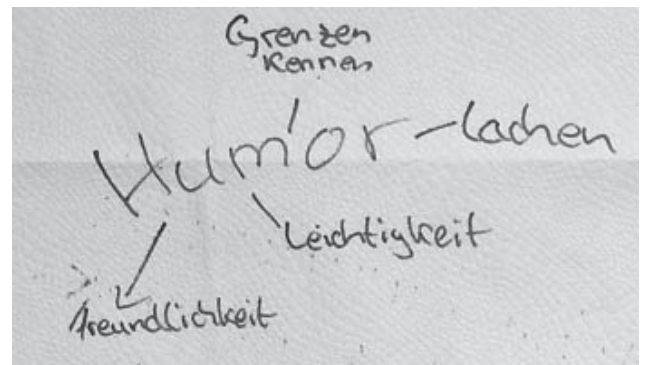 Grenzen
kennen
Humor - Lachen
Leichtigkeit
Freundlichkeit